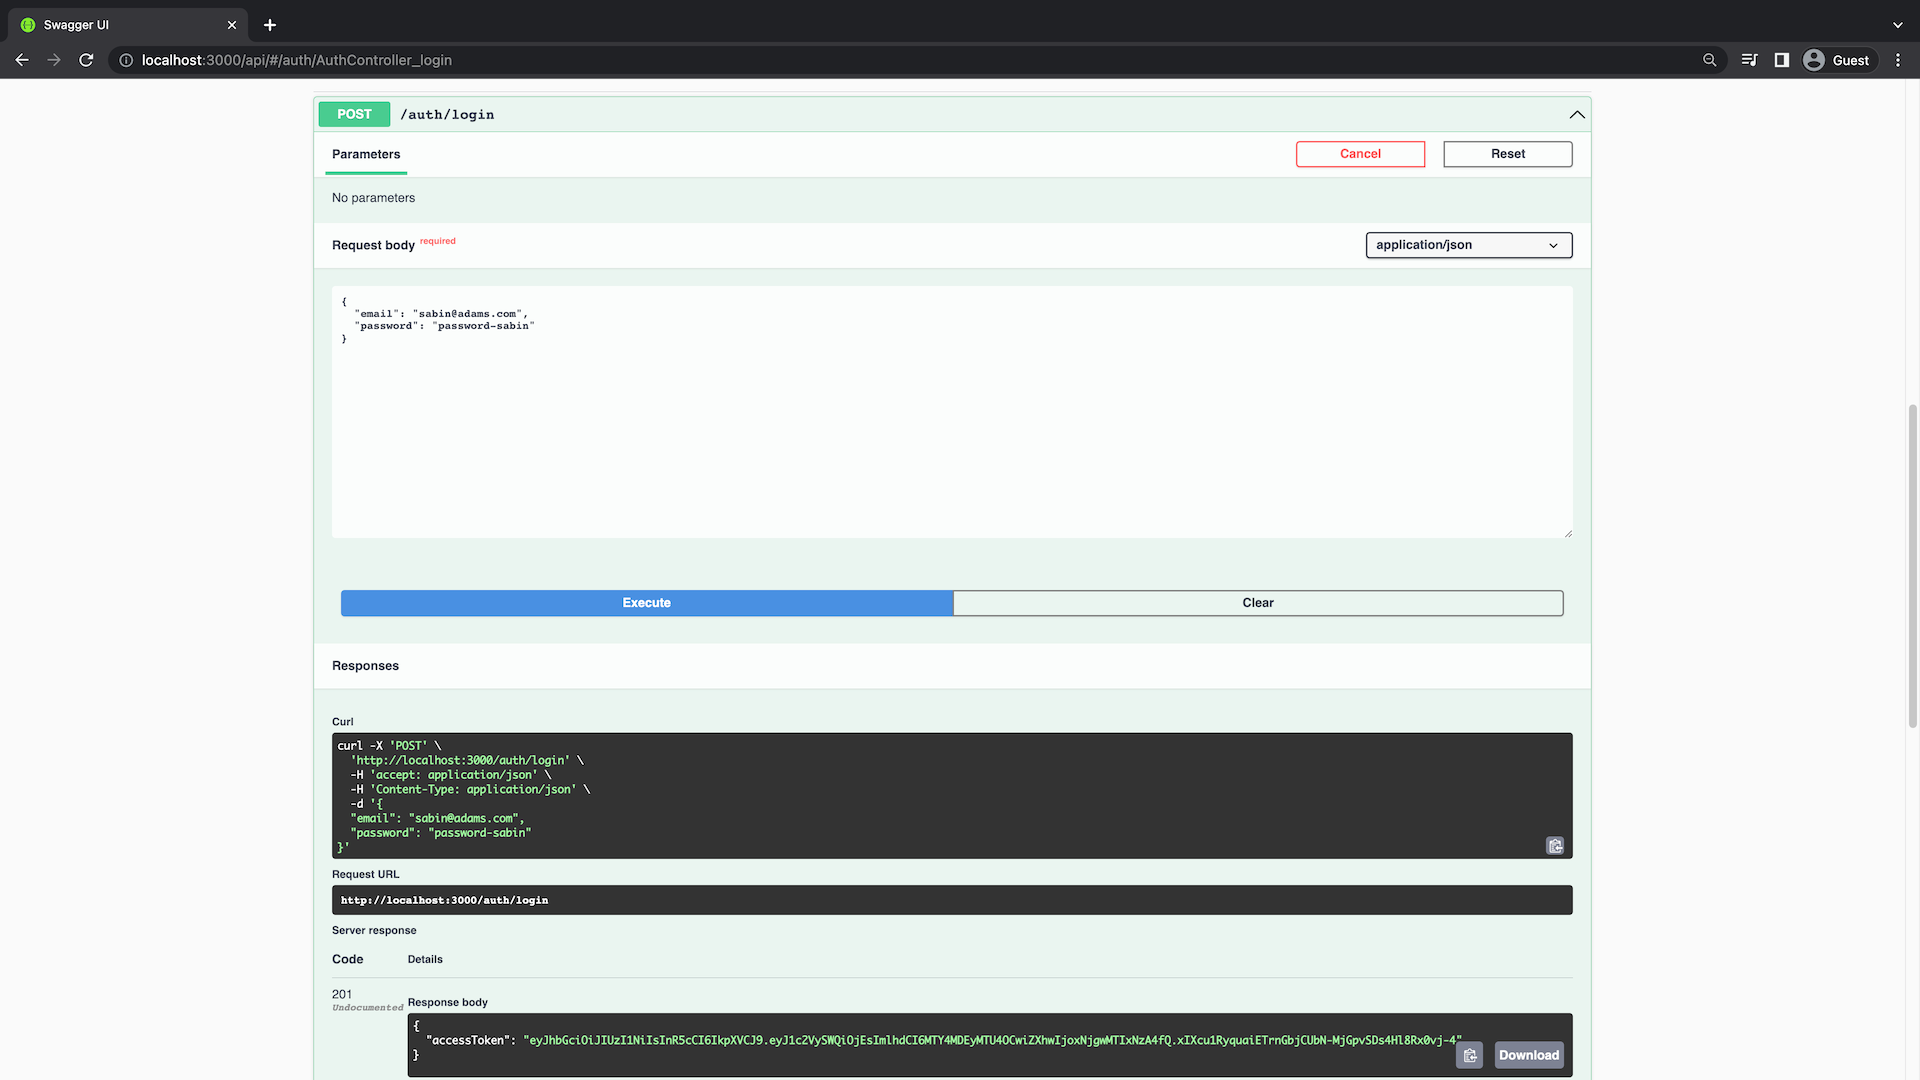 Swagger UI
localhost:3000/api/#/auth/AuthController_login
Guest
POST /auth/login
Parameters
Cancel
Reset
No parameters
Request body required
application/json
{
"email": "sabin@adams.com",
"password": "password-sabin"
}
Execute
Clear
Responses
Curl
curl -X 'POST' \
'http://localhost:3000/auth/login' \
-H 'accept: application/json' \
-H 'Content-Type: application/json' \
-d '{
"email": "sabin@adams.com",
"password": "password-sabin"
}'
Request URL
http://localhost:3000/auth/login
Server response
Code Details
201
Undocumented
Response body
{
"accessToken": "eyJhbGciOiJIUzI1NiIsInR5cCI6IkpXVCJ9.eyJ1c2VySWQiOjEsImlhdCI6MTY4MDEyMTU4OCwiZXhwIjoxNjgwMTIxNzA4fQ.xIXcu1RyquaiETrnGbjCUbN-MjGpvSDs4Hl8Rx0vj-4"
}
Download